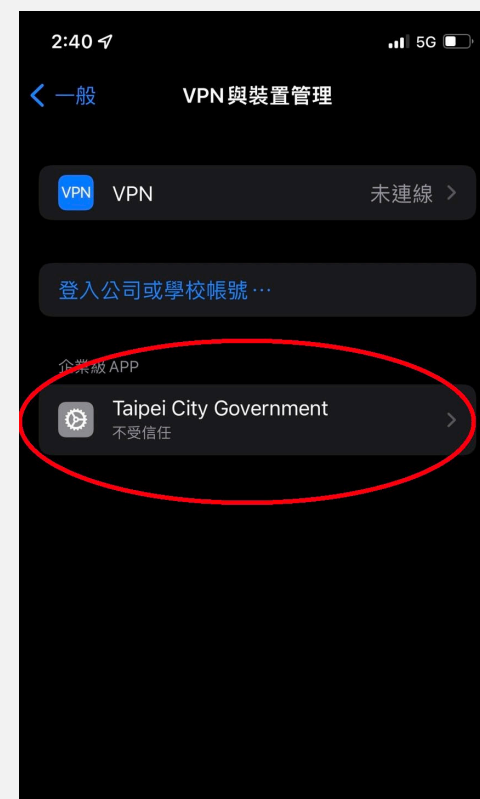 2:40
5G
一般
VPN與裝置管理
VPN
VPN
未連線
登入公司或學校帳號⋯
企業級 APP
Taipei City Government
不受信任